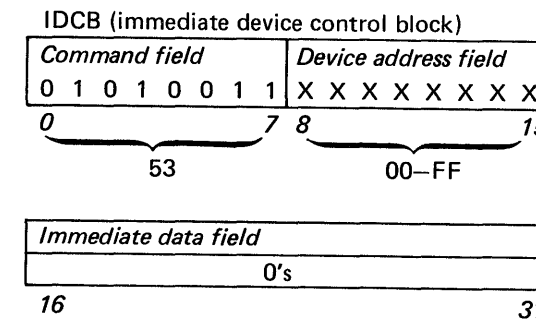 IDCB (immediate device control block)
Command field Device address field
0 1 0 1 0 0 1 1 X X X X X X X X
0 7 8
53 00–FF
Immediate data field
0's
16